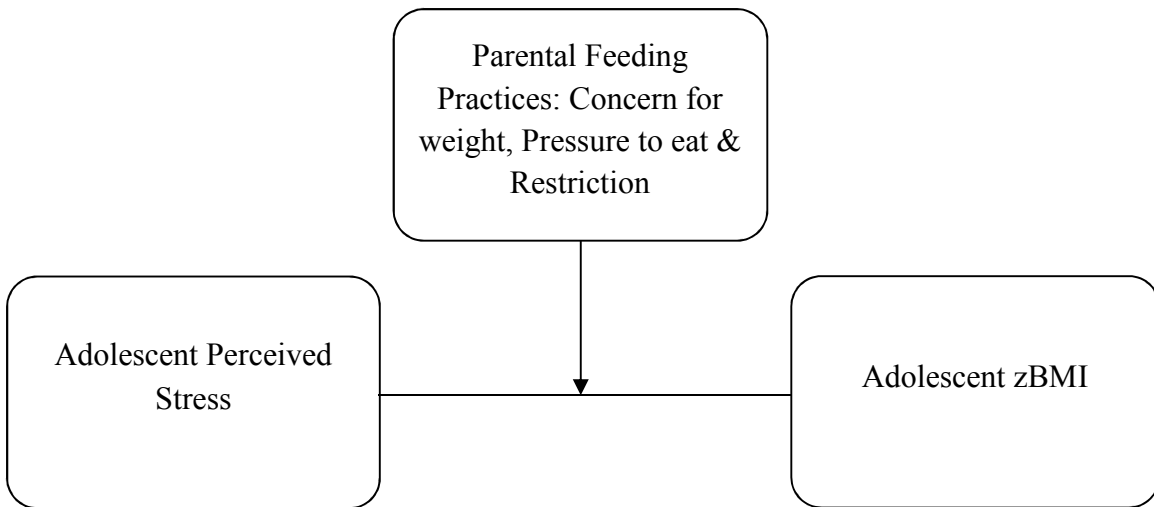 Parental Feeding
Practices: Concern for
weight, Pressure to eat &
Restriction
Adolescent Perceived
Stress
Adolescent zBMI